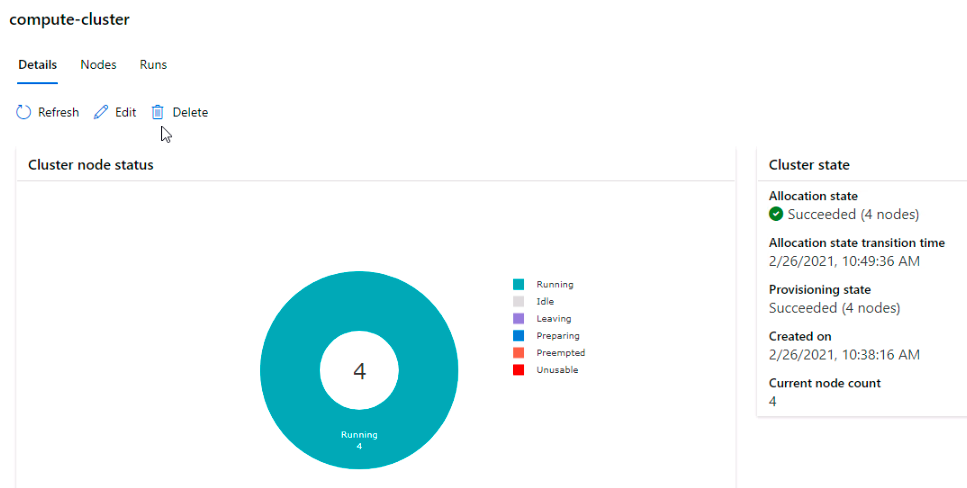 compute-cluster
Details Nodes Runs
Refresh Edit Delete
Cluster node status
4
Running
4
Running
Idle
Leaving
Preparing
Preempted
Unusable
Cluster state
Allocation state
Succeeded (4 nodes)
Allocation state transition time
2/26/2021, 10:49:36 AM
Provisioning state
Succeeded (4 nodes)
Created on
2/26/2021, 10:38:16 AM
Current node count
4